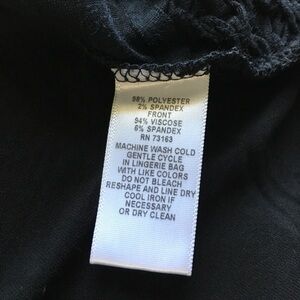 98% POLYESTER
2% SPANDEX
FRONT
94% VISCOSE
6% SPANDEX
RN 73163
MACHINE WASH COLD
GENTLE CYCLE
IN LINGERIE BAG
WITH LIKE COLORS
DO NOT BLEACH
RESHAPE AND LINE DRY
COOL IRON IF
NECESSARY
OR DRY CLEAN